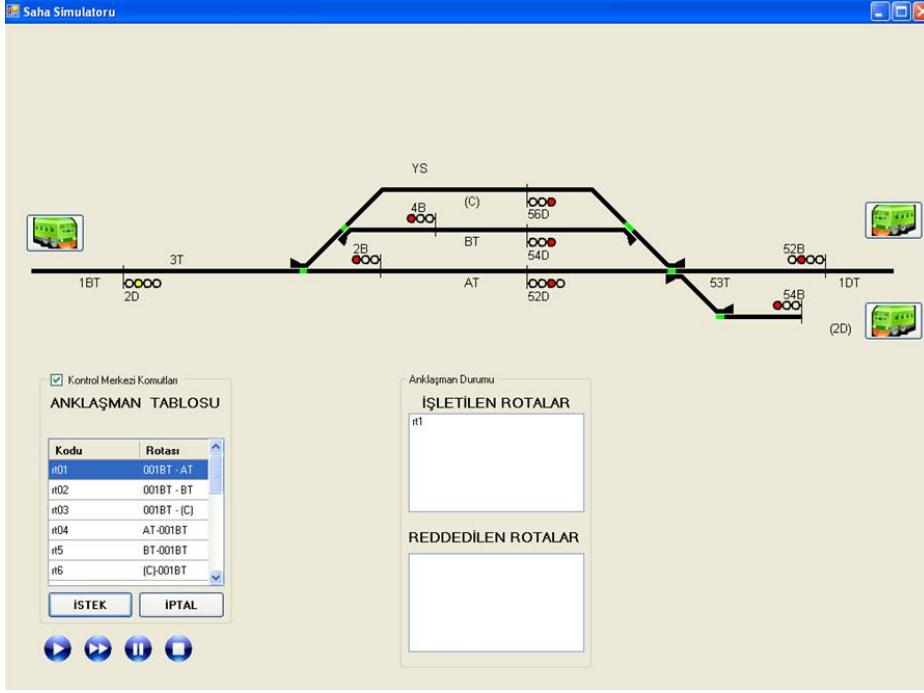 Saha Simulatoru
YS
4B
(C)
56D
BT
54D
2B
3T
52B
1BT
2D
AT
52D
53T
1DT
54B
(2D)
Kontrol Merkezi Komutları
ANKLAŞMAN TABLOSU
Kodu Rotası
rt01 001BT - AT
rt02 001BT - BT
rt03 001BT - (C)
rt04 AT-001BT
rt5 BT-001BT
rt6 (C)-001BT
İSTEK İPTAL
Anklaşman Durumu
İŞLETİLEN ROTALAR
rt1
REDDEDİLEN ROTALAR